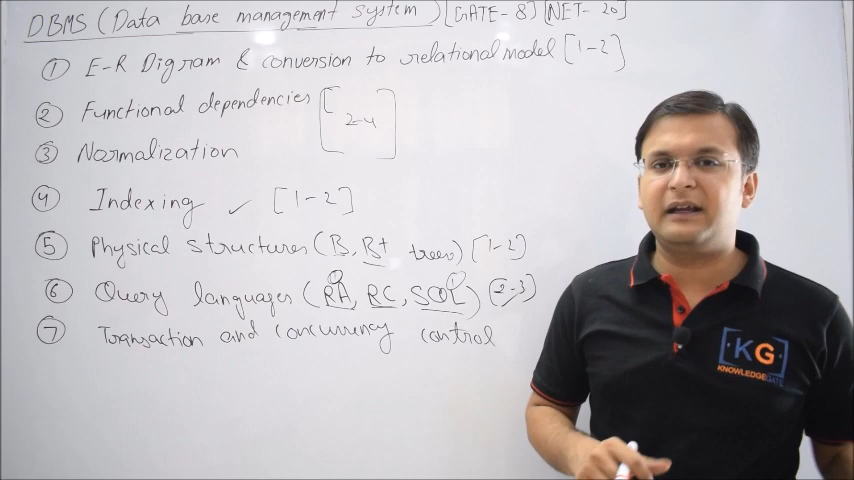 DBMS (Data base management system) [GATE-8] [NET-20]
① E-R Digram & conversion to relational model [1-2]
② Functional dependencies [2-4]
③ Normalization
④ Indexing ✓ [1-2]
⑤ Physical structures (B, B+ trees) [1-2]
⑥ Query languages (RA, RC, SQL) [2-3]
⑦ Transaction and concurrency control
[KG]
KNOWLEDGEGATE